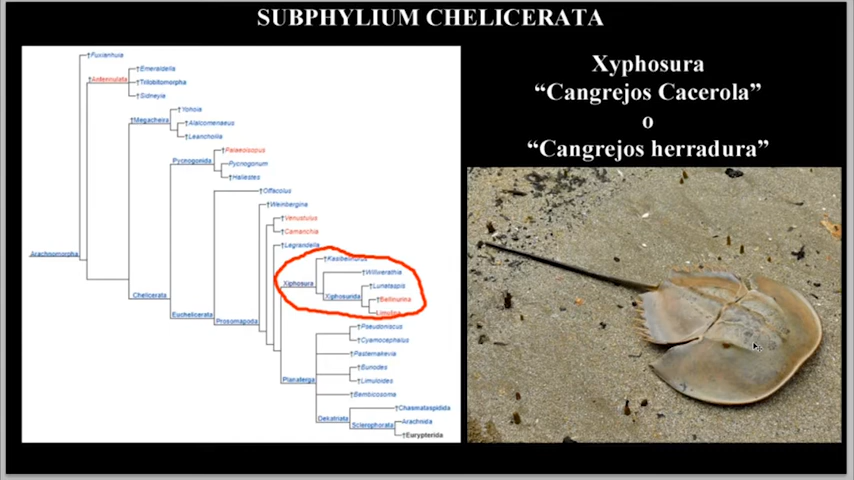 SUBPHYLIUM CHELICERATA
Xyphosura
“Cangrejos Cacerola”
o
“Cangrejos herradura”
†Fuxianhuia
†Antennulata
†Emeraldella
†Trilobitomorpha
†Sidneyia
†Megacheira
†Yohoia
†Alalcomenaeus
†Leanchoilia
Pycnogonida
†Palaeoisopus
Pycnogonum
†Haliestes
†Offacolus
†Weinbergina
†Venustulus
†Camanchia
†Legrandella
Arachnomorpha
Xiphosura
†Kasibelinurus
†Willwerathia
Xiphosurida
†Lunataspis
†Bellinurina
Limulina
Chelicerata
Euchelicerata
Prosomapoda
†Pseudoniscus
†Cyamocephalus
†Pasternakevia
Planaterga
†Bunodes
†Limuloides
†Bembicosoma
Dekatriata
†Chasmataspidida
Sclerophorata
Arachnida
†Eurypterida